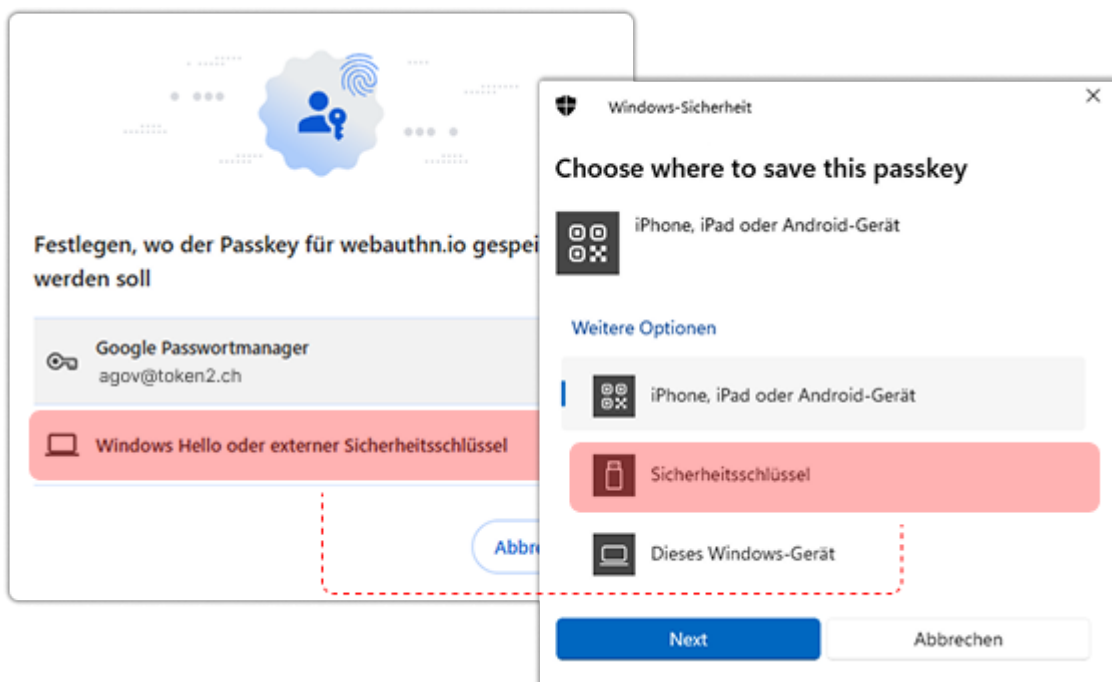 Festlegen, wo der Passkey für webauthn.io
werden soll
Google Passwortmanager
agov@token2.ch
Windows Hello oder externer Sicherheitsschlüssel
Windows-Sicherheit
Choose where to save this passkey
iPhone, iPad oder Android-Gerät
Weitere Optionen
iPhone, iPad oder Android-Gerät
Sicherheitsschlüssel
Dieses Windows-Gerät
Next
Abbrechen